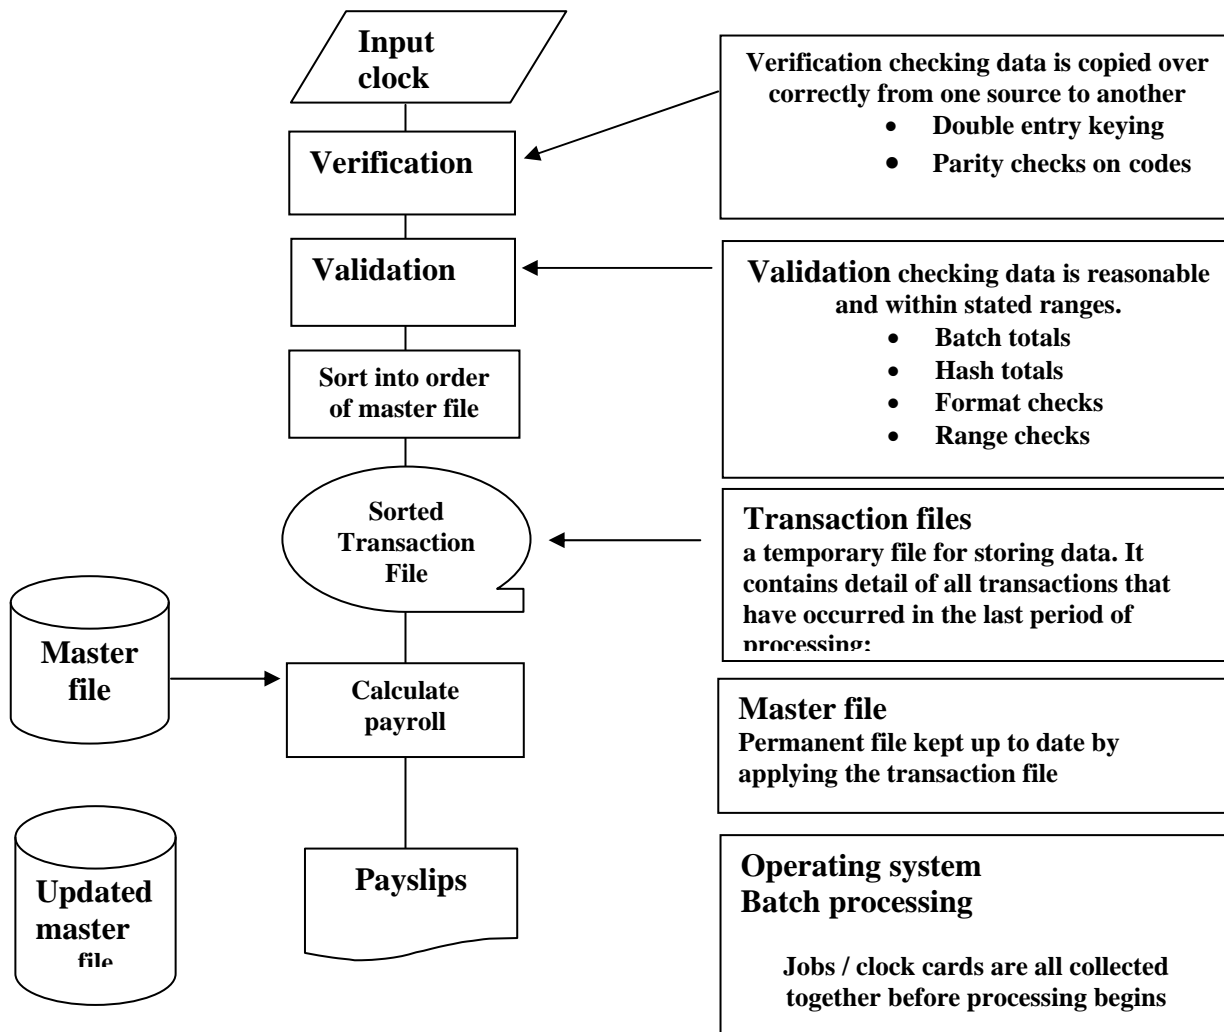 Input
clock
Verification
Validation
Sort into order
of master file
Sorted
Transaction
File
Master
file
Calculate
payroll
Updated
master
file
Payslips
Verification checking data is copied over
correctly from one source to another
• Double entry keying
• Parity checks on codes
Validation checking data is reasonable
and within stated ranges.
• Batch totals
• Hash totals
• Format checks
• Range checks
Transaction files
a temporary file for storing data. It
contains detail of all transactions that
have occurred in the last period of
processing:
Master file
Permanent file kept up to date by
applying the transaction file
Operating system
Batch processing
Jobs / clock cards are all collected
together before processing begins